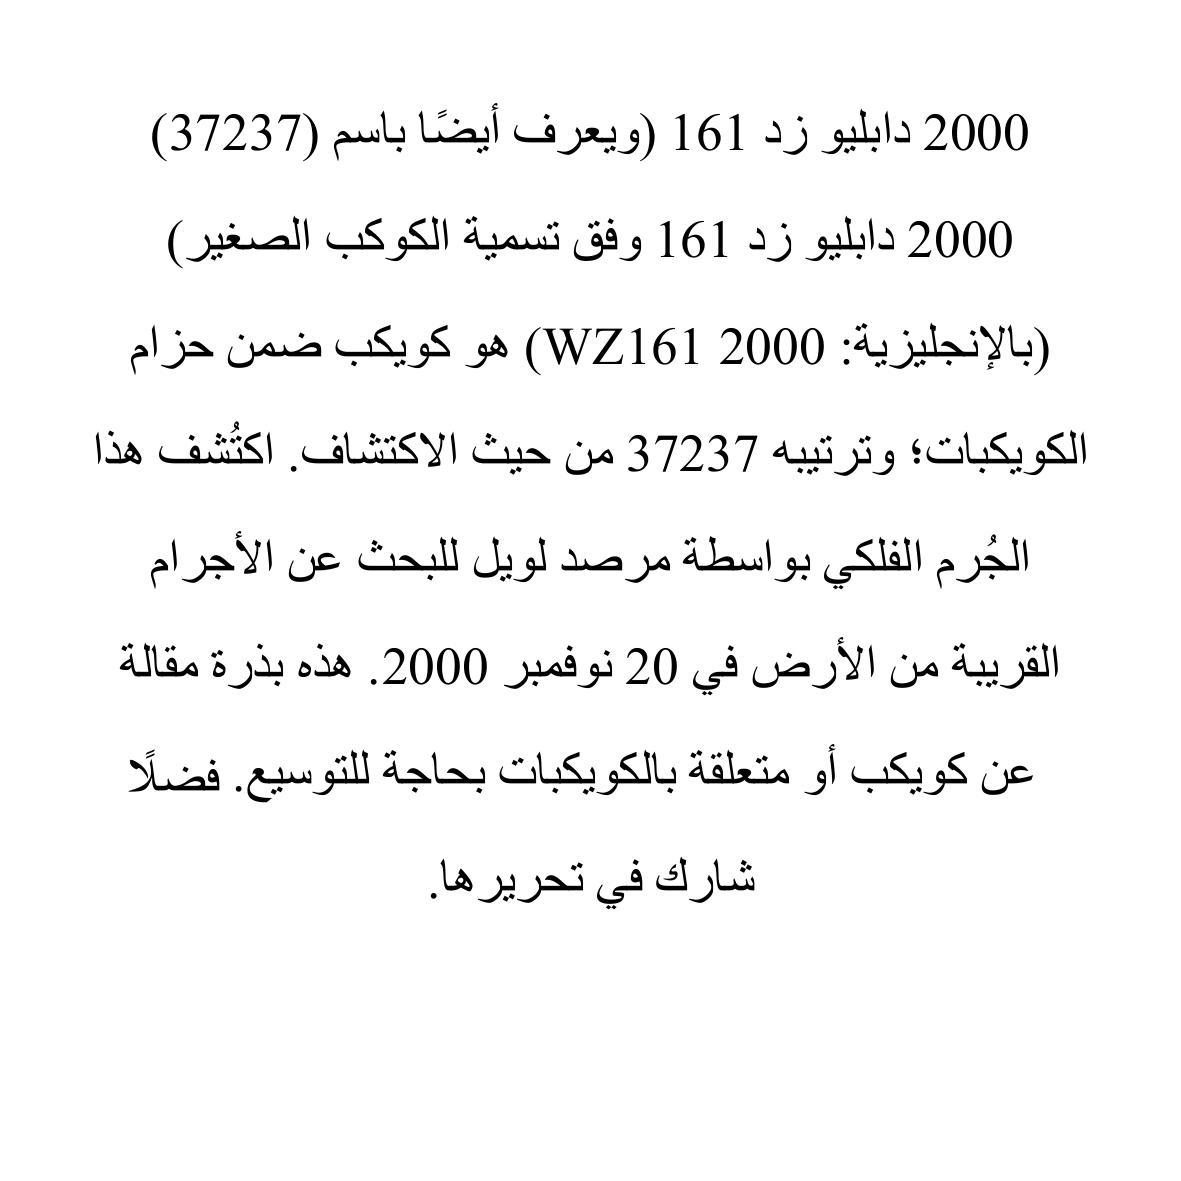 2000 دابليو زد 161 (ويعرف أيضًا باسم (37237)
2000 دابليو زد 161 وفق تسمية الكوكب الصغير)
(بالإنجليزية: 2000 WZ161) هو كويكب ضمن حزام
الكويكبات؛ وترتيبه 37237 من حيث الاكتشاف. اكتُشف هذا
الجُرم الفلكي بواسطة مرصد لويل للبحث عن الأجرام
القريبة من الأرض في 20 نوفمبر 2000. هذه بذرة مقالة
عن كويكب أو متعلقة بالكويكبات بحاجة للتوسيع. فضلًا
شارك في تحريرها.